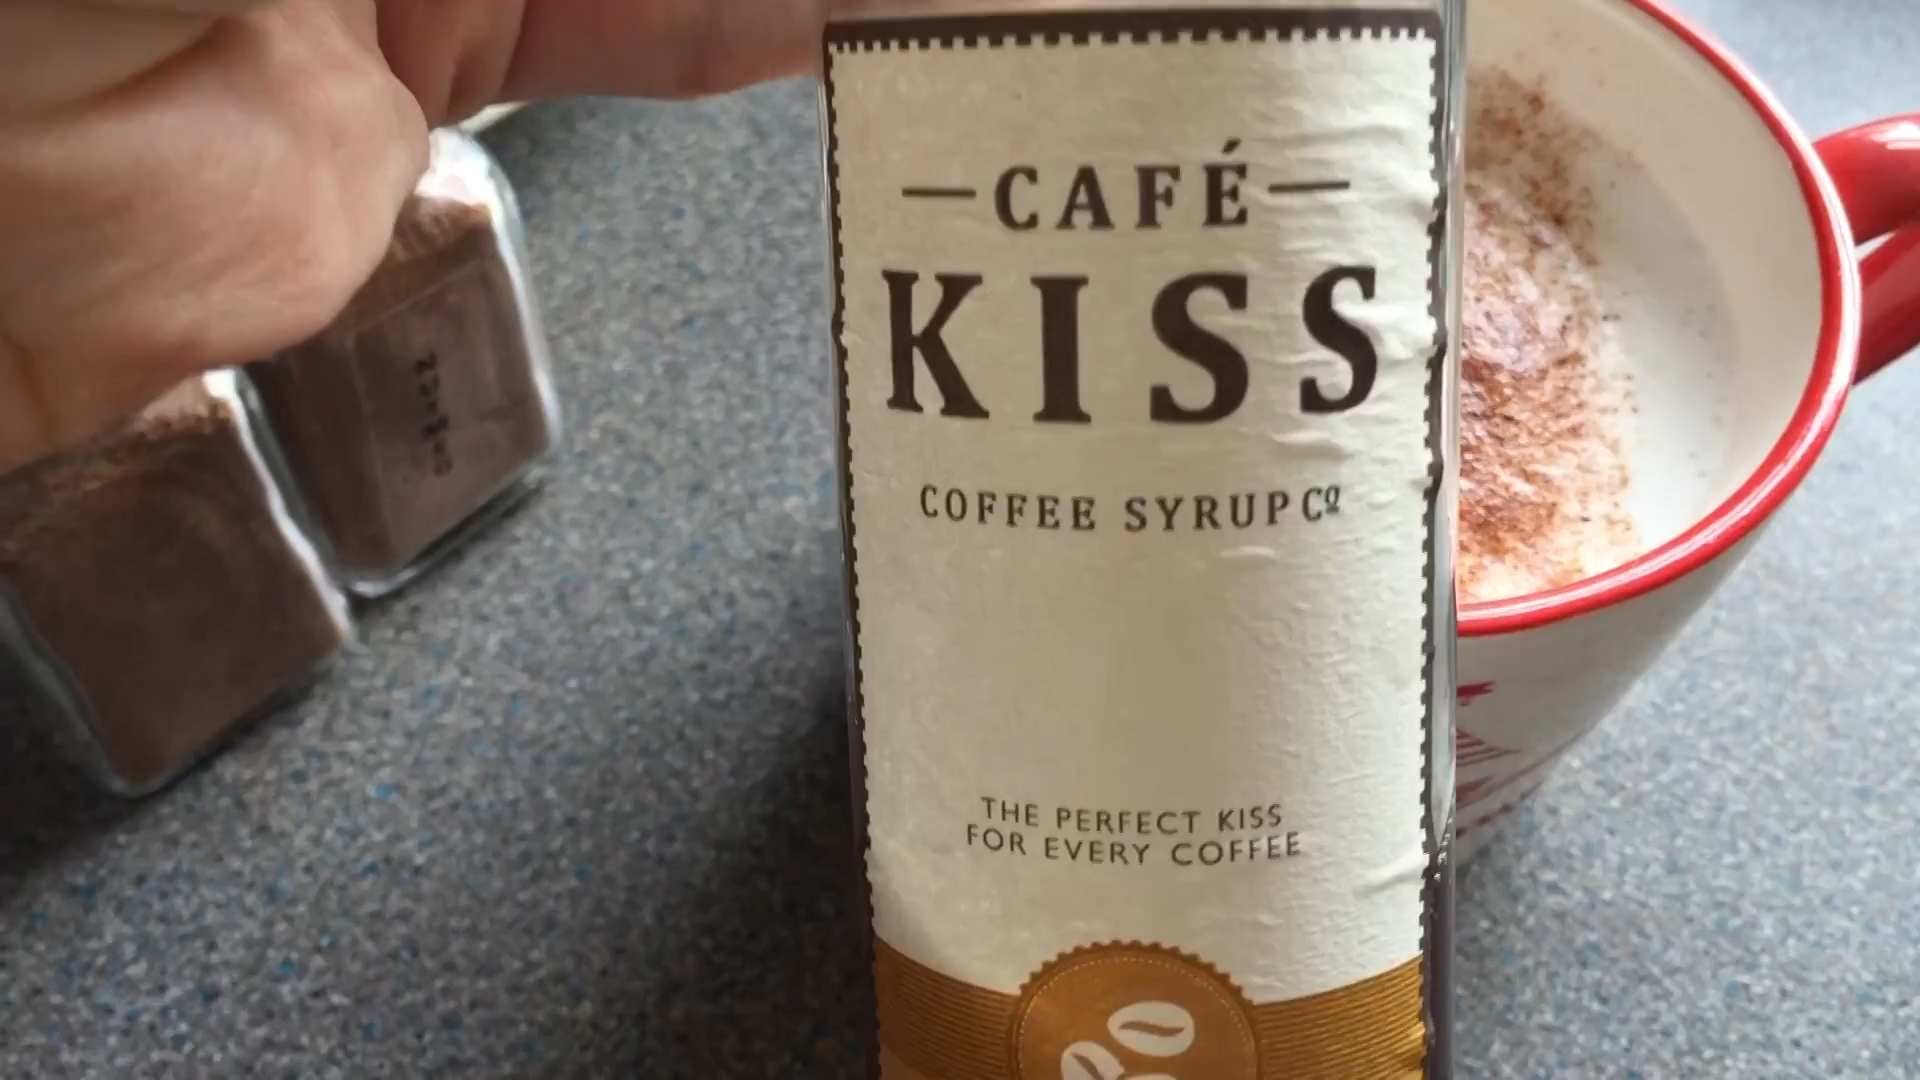 CAFÉ
KISS
COFFEE SYRUP Cº
THE PERFECT KISS
FOR EVERY COFFEE